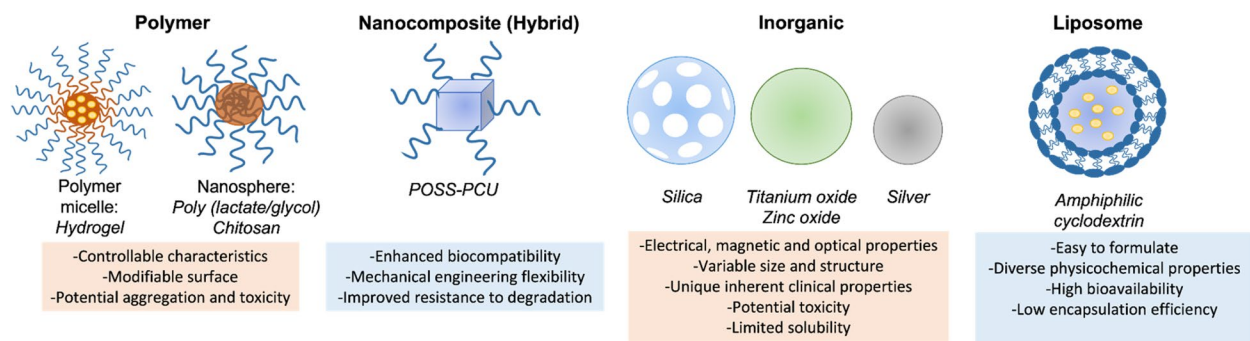 Polymer
Polymer
micelle:
Hydrogel
Nanosphere:
Poly (lactate/glycol)
Chitosan
-Controllable characteristics
-Modifiable surface
-Potential aggregation and toxicity
Nanocomposite (Hybrid)
POSS-PCU
-Enhanced biocompatibility
-Mechanical engineering flexibility
-Improved resistance to degradation
Inorganic
Silica
Titanium oxide
Zinc oxide
Silver
-Electrical, magnetic and optical properties
-Variable size and structure
-Unique inherent clinical properties
-Potential toxicity
-Limited solubility
Liposome
Amphiphilic
cyclodextrin
-Easy to formulate
-Diverse physicochemical properties
-High bioavailability
-Low encapsulation efficiency